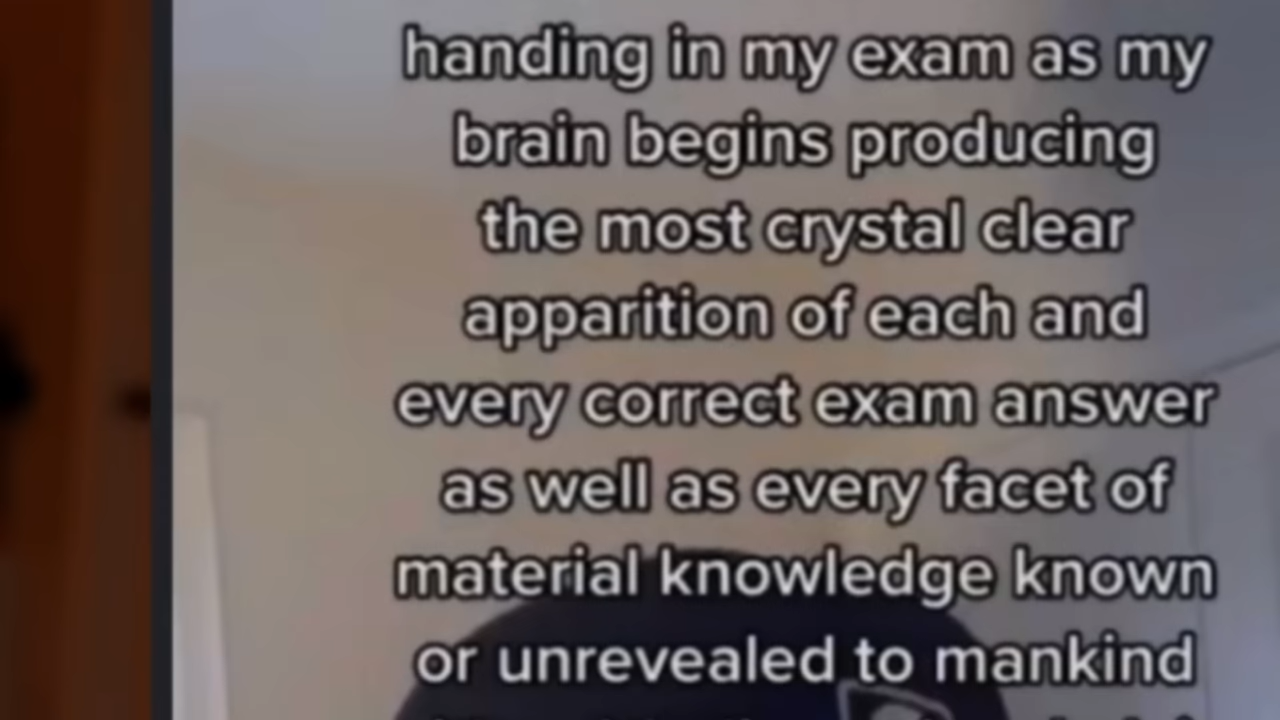 handing in my exam as my
brain begins producing
the most crystal clear
apparition of each and
every correct exam answer
as well as every facet of
material knowledge known
or unrevealed to mankind